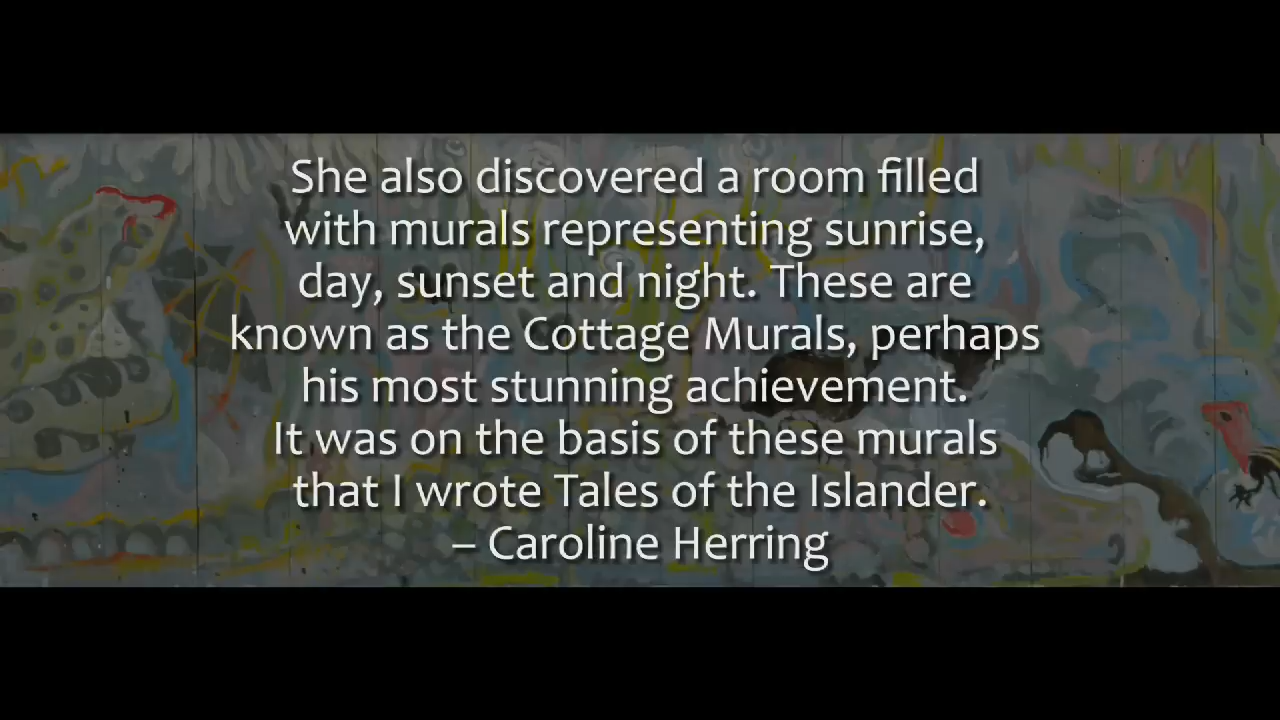 She also discovered a room filled
with murals representing sunrise,
day, sunset and night. These are
known as the Cottage Murals, perhaps
his most stunning achievement.
It was on the basis of these murals
that I wrote Tales of the Islander.
– Caroline Herring